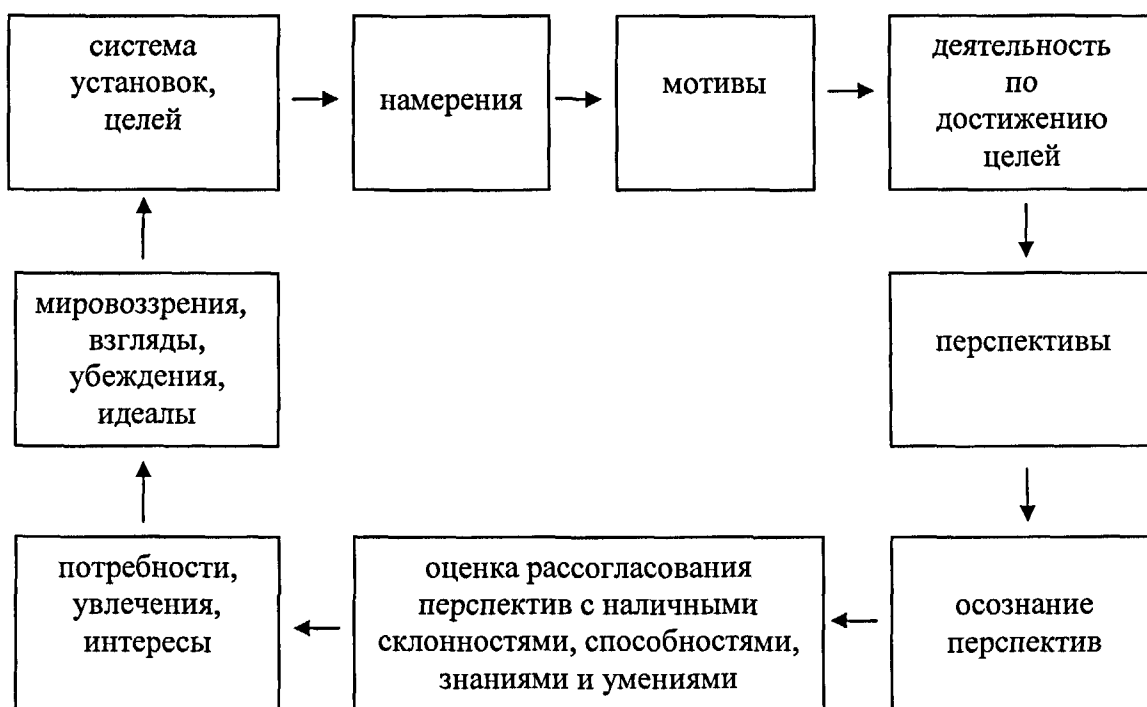 система
установок,
целей
намерения
мотивы
деятельность
по
достижению
целей
мировоззрения,
взгляды,
убеждения,
идеалы
перспективы
потребности,
увлечения,
интересы
оценка рассогласования
перспектив с наличными
склонностями, способностями,
знаниями и умениями
осознание
перспектив